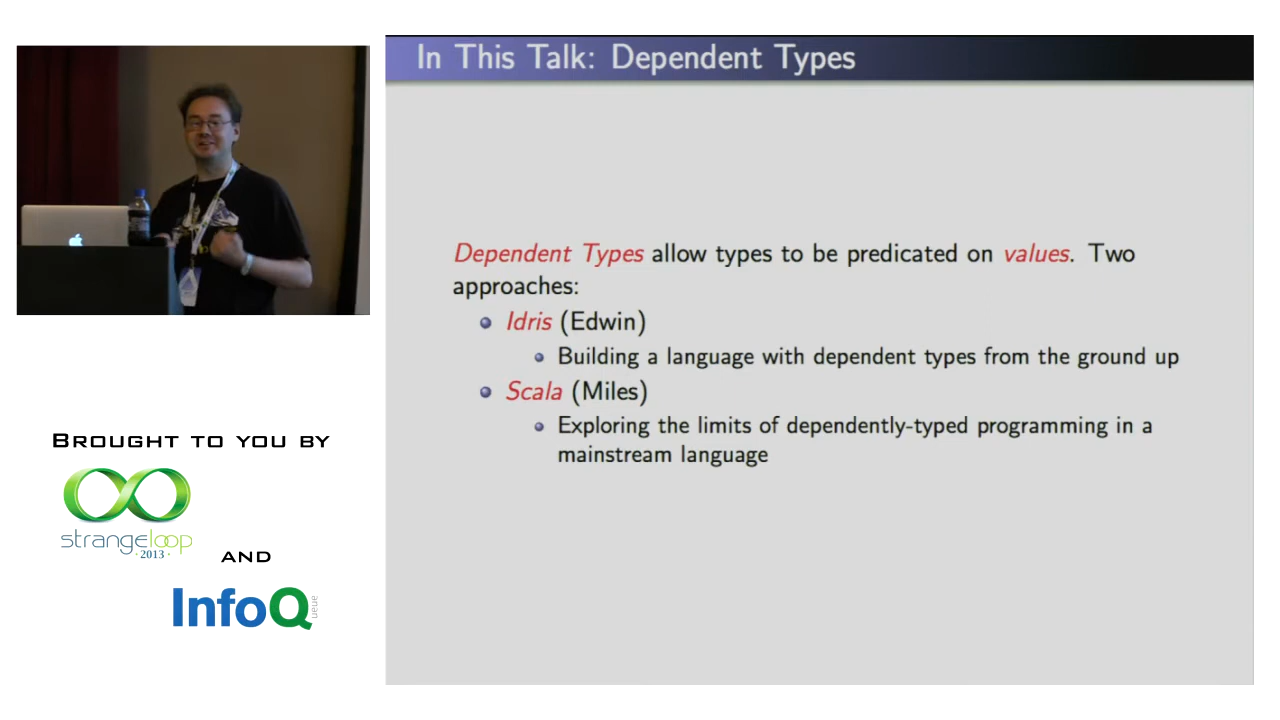 In This Talk: Dependent Types
Dependent Types allow types to be predicated on values. Two
approaches:
Idris (Edwin)
Building a language with dependent types from the ground up
Scala (Miles)
Exploring the limits of dependently-typed programming in a
mainstream language
BROUGHT TO YOU BY
strangeloop
· 2013 ·
AND
InfoQ